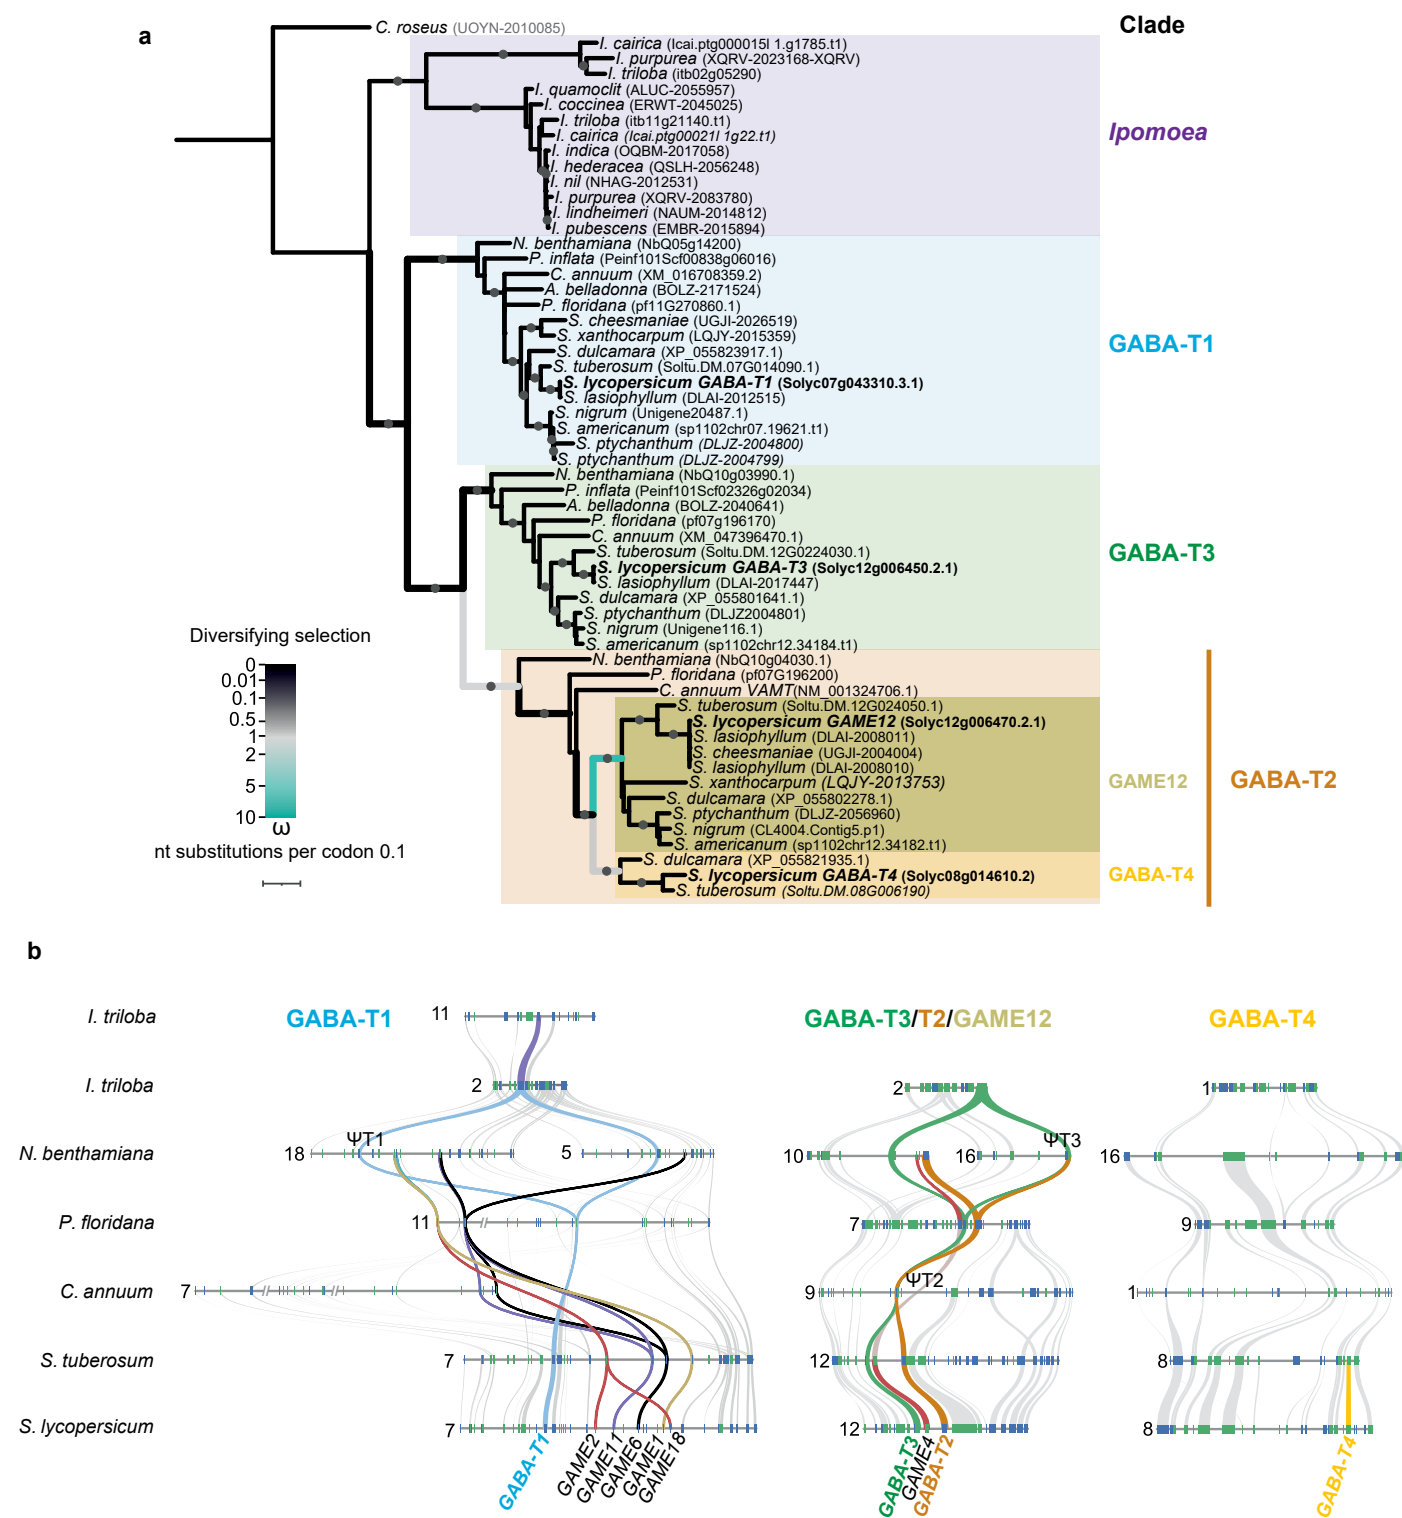 a
Clade
C. roseus (UOYN-2010085)
I. cairica (Icai.ptg000015l 1.g1785.t1)
I. purpurea (XQRV-2023168-XQRV)
I. triloba (itb02g05290)
I. quamoclit (ALUC-2055957)
I. coccinea (ERWT-2045025)
I. triloba (itb11g21140.t1)
I. cairica (Icai.ptg00021l 1g22.t1)
I. indica (OQBM-2017058)
I. hederacea (QSLH-2056248)
I. nil (NHAG-2012531)
I. purpurea (XQRV-2083780)
I. lindheimeri (NAUM-2014812)
I. pubescens (EMBR-2015894)
Ipomoea
N. benthamiana (NbQ05g14200)
P. inflata (Peinf101Scf00838g06016)
C. annuum (XM_016708359.2)
A. belladonna (BOLZ-2171524)
P. floridana (pf11G270860.1)
S. cheesmaniae (UGJI-2026519)
S. xanthocarpum (LQJY-2015359)
S. dulcamara (XP_055823917.1)
S. tuberosum (Soltu.DM.07G014090.1)
S. lycopersicum GABA-T1 (Solyc07g043310.3.1)
S. lasiophyllum (DLAI-2012515)
S. nigrum (Unigene20487.1)
S. americanum (sp1102chr07.19621.t1)
S. ptychanthum (DLJZ-2004800)
S. ptychanthum (DLJZ-2004799)
GABA-T1
N. benthamiana (NbQ10g03990.1)
P. inflata (Peinf101Scf02326g02034)
A. belladonna (BOLZ-2040641)
P. floridana (pf07g196170)
C. annuum (XM_047396470.1)
S. tuberosum (Soltu.DM.12G0224030.1)
S. lycopersicum GABA-T3 (Solyc12g006450.2.1)
S. lasiophyllum (DLAI-2017447)
S. dulcamara (XP_055801641.1)
S. ptychanthum (DLJZ2004801)
S. nigrum (Unigene116.1)
S. americanum (sp1102chr12.34184.t1)
GABA-T3
N. benthamiana (NbQ10g04030.1)
P. floridana (pf07G196200)
C. annuum VAMT(NM_001324706.1)
S. tuberosum (Soltu.DM.12G024050.1)
S. lycopersicum GAME12 (Solyc12g006470.2.1)
S. lasiophyllum (DLAI-2008011)
S. cheesmaniae (UGJI-2004004)
S. lasiophyllum (DLAI-2008010)
S. xanthocarpum (LQJY-2013753)
S. dulcamara (XP_055802278.1)
S. ptychanthum (DLJZ-2056960)
S. nigrum (CL4004.Contig5.p1)
S. americanum (sp1102chr12.34182.t1)
S. dulcamara (XP_055821935.1)
S. lycopersicum GABA-T4 (Solyc08g014610.2)
S. tuberosum (Soltu.DM.08G006190)
GAME12
GABA-T2
GABA-T4
Diversifying selection
0
0.01
0.1
0.5
1
2
5
10
ω
nt substitutions per codon 0.1
b
GABA-T1
GABA-T3/T2/GAME12
GABA-T4
I. triloba
11
I. triloba
2
2
1
N. benthamiana
18
ΨT1
5
10
16
ΨT3
16
P. floridana
11
7
9
C. annuum
7
9
ΨT2
1
S. tuberosum
7
12
8
S. lycopersicum
7
12
8
GABA-T1
GAME2
GAME11
GAME6
GAME1
GAME18
GABA-T3
GAME4
GABA-T2
GABA-T4